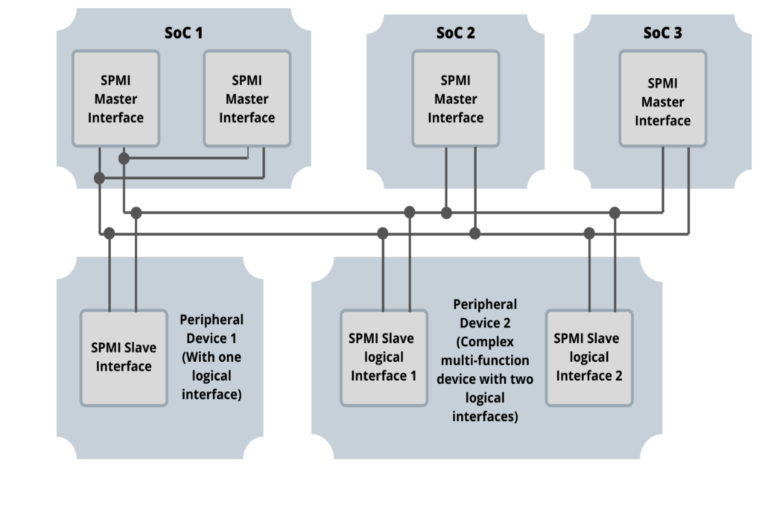 SoC 1
SPMI
Master
Interface
SPMI
Master
Interface
SoC 2
SPMI
Master
Interface
SoC 3
SPMI
Master
Interface
SPMI Slave
Interface
Peripheral
Device 1
(With one
logical
interface)
SPMI Slave
logical
Interface 1
Peripheral
Device 2
(Complex
multi-function
device with two
logical
interfaces)
SPMI Slave
logical
Interface 2